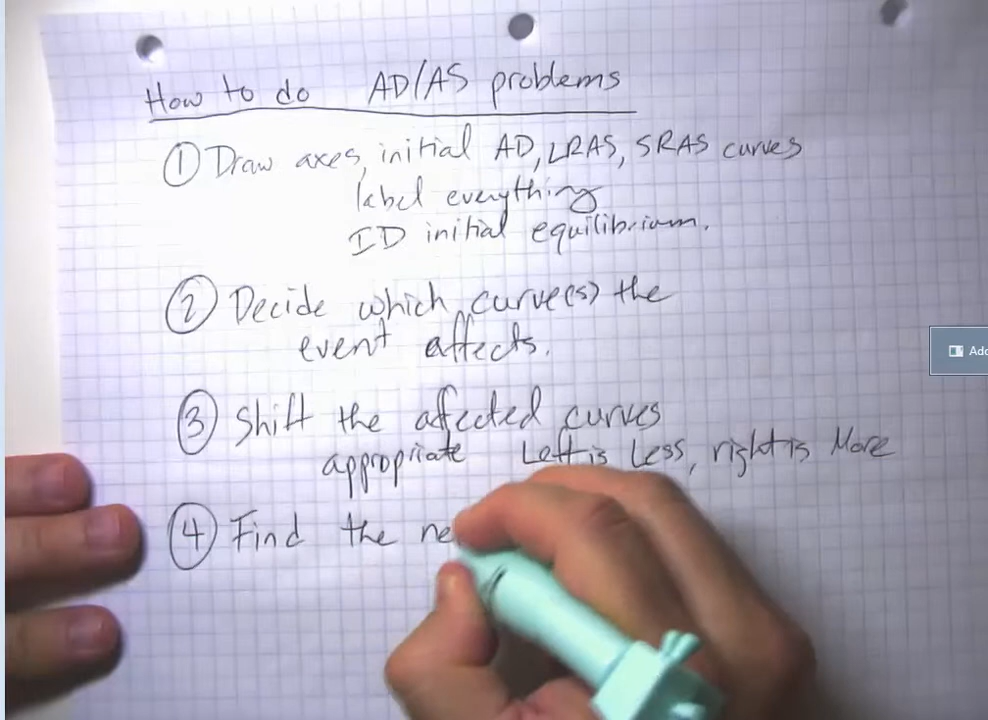 How to do AD/AS problems
① Draw axes, initial AD, LRAS, SRAS curves
label everything
ID initial equilibrium.
② Decide which curve(s) the
event affects.
③ Shift the affected curves
appropriate Left is Less, right is More
④ Find the ne
Add